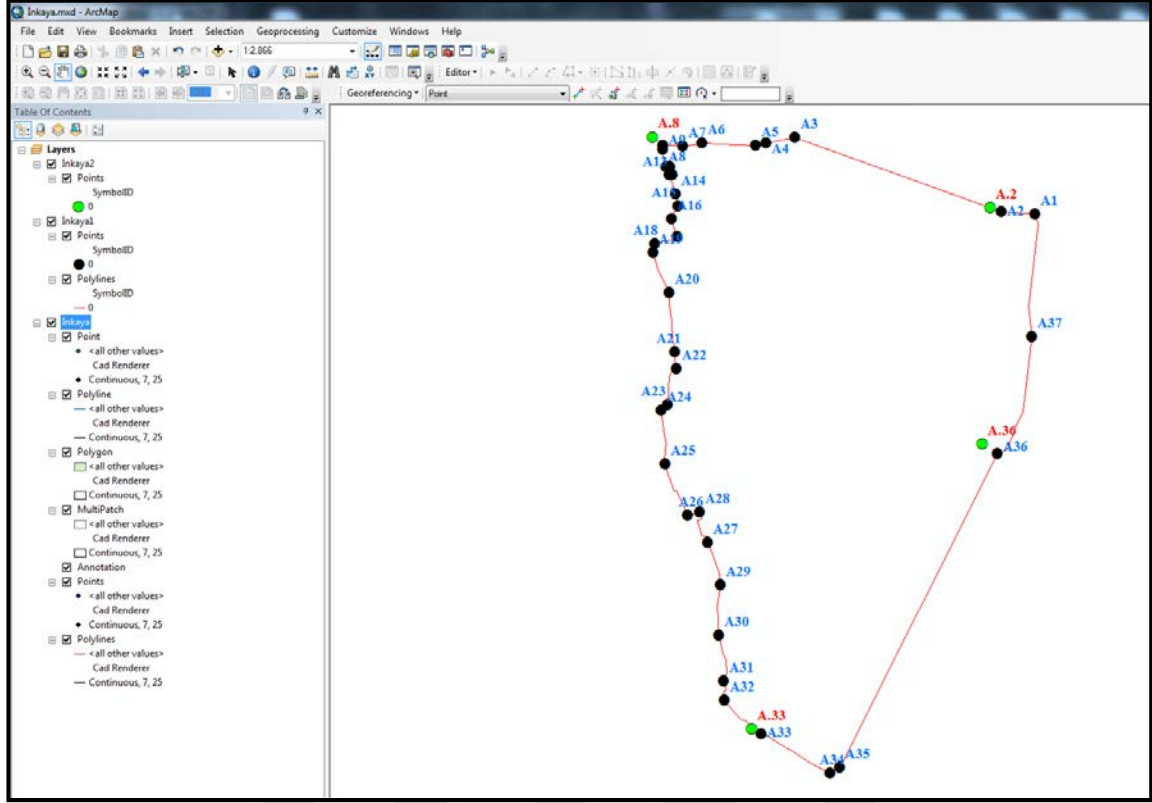 Inkaya.mxd - ArcMap
File Edit View Bookmarks Insert Selection Geoprocessing Customize Windows Help
1:2.866
Editor
Georeferencing Point
Table Of Contents
Layers
Inkaya2
Points
SymbolID
0
Inkaya1
Points
SymbolID
0
Polylines
SymbolID
0
Inkaya
Point
<all other values>
Cad Renderer
Continuous, 7, 25
Polyline
<all other values>
Cad Renderer
Continuous, 7, 25
Polygon
<all other values>
Cad Renderer
Continuous, 7, 25
MultiPatch
<all other values>
Cad Renderer
Continuous, 7, 25
Annotation
Points
<all other values>
Cad Renderer
Continuous, 7, 25
Polylines
<all other values>
Cad Renderer
Continuous, 7, 25
A.8
A9 A7 A6 A5 A3
A4
A8
A14
A16
A18
A19
A.2
A2 A1
A20
A37
A21
A22
A23
A24
A.36
A36
A25
A26 A28
A27
A29
A30
A31
A32
A.33
A33
A34 A35